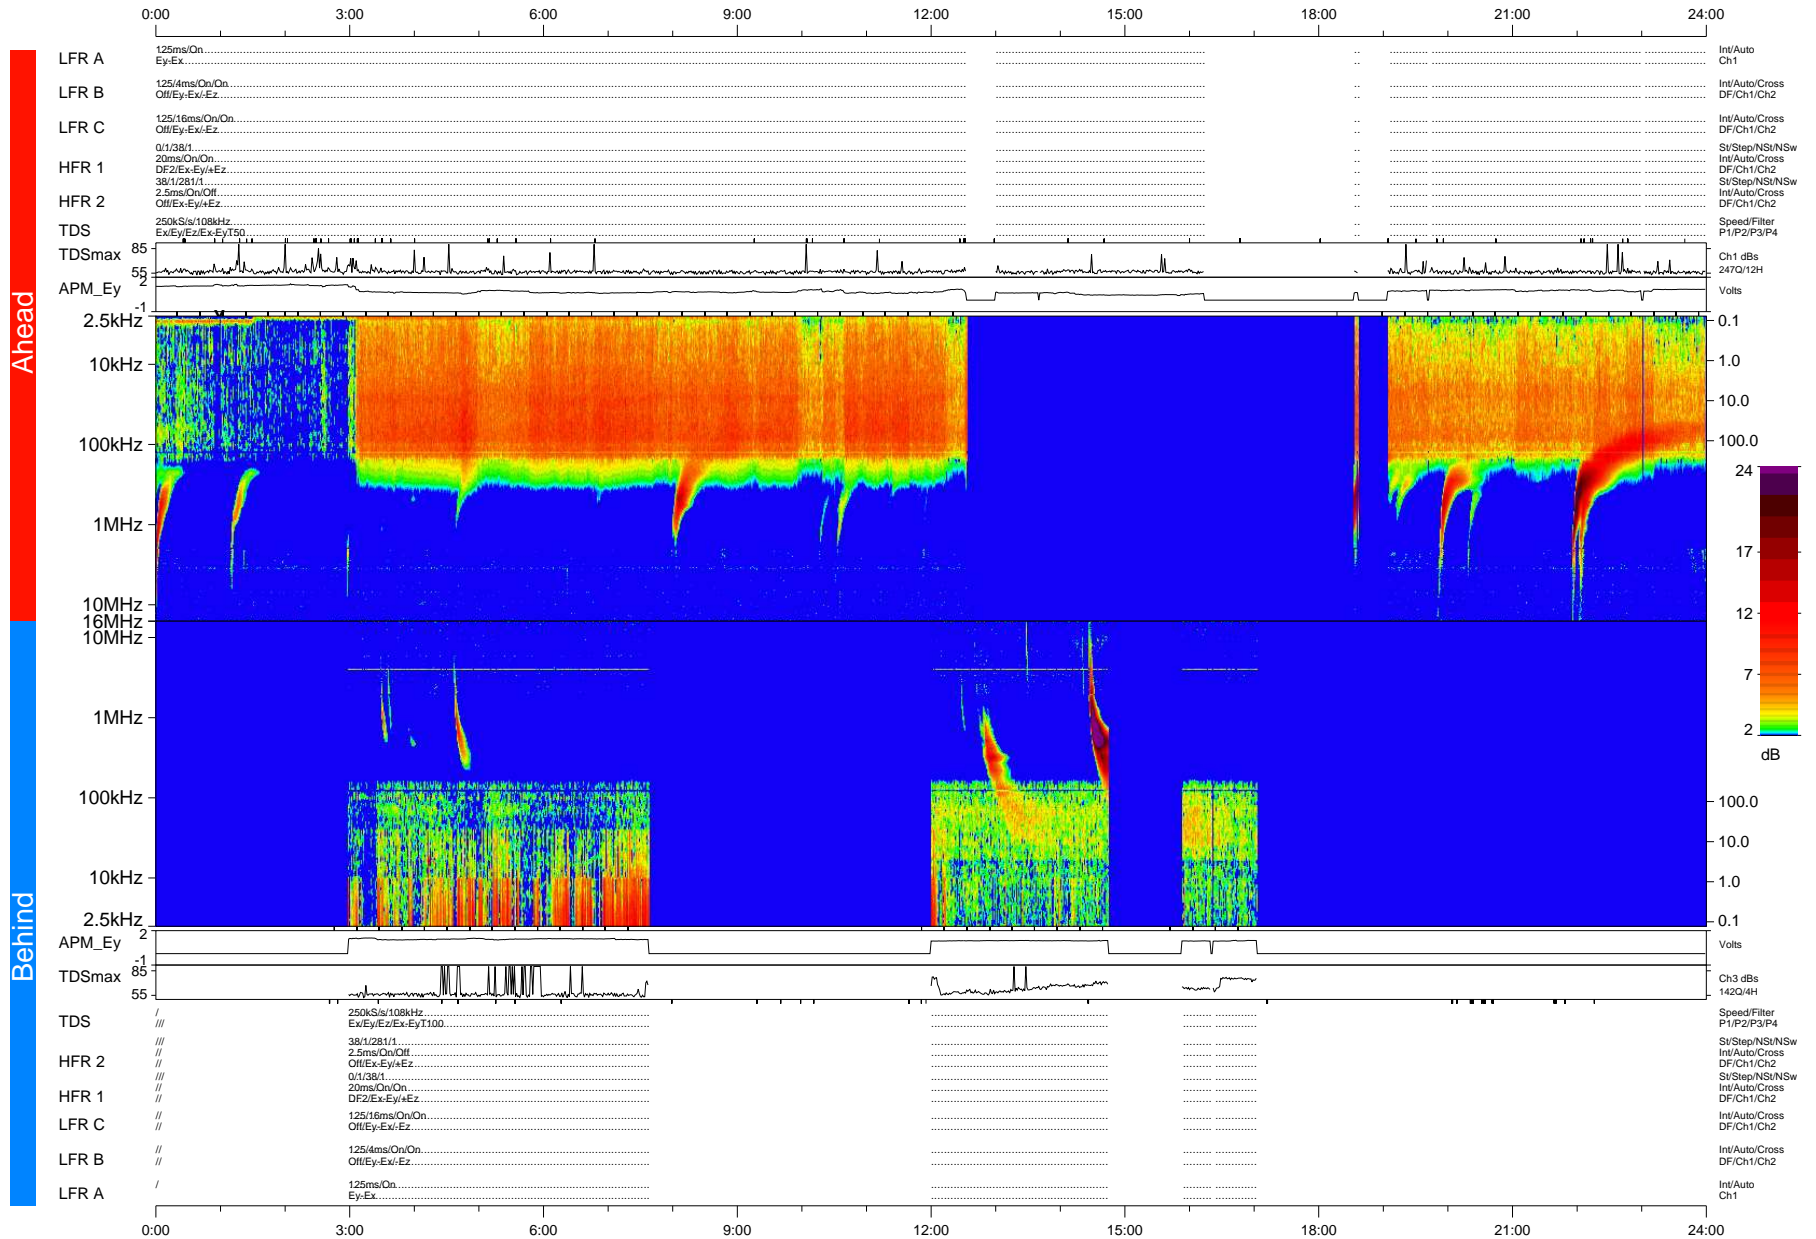 0:00 3:00 6:00 9:00 12:00 15:00 18:00 21:00 24:00
Ahead
LFR A 125ms/On Int/Auto
Ey-Ex Ch1
LFR B 125/4ms/On/On Int/Auto/Cross
Off/Ey-Ex/-Ez DF/Ch1/Ch2
LFR C 125/16ms/On/On Int/Auto/Cross
Off/Ey-Ex/-Ez DF/Ch1/Ch2
0/1/38/1 St/Step/NSt/NSw
HFR 1 20ms/On/On Int/Auto/Cross
DF2/Ex-Ey/+Ez DF/Ch1/Ch2
38/1/281/1 St/Step/NSt/NSw
HFR 2 2.5ms/On/Off Int/Auto/Cross
Off/Ex-Ey/+Ez DF/Ch1/Ch2
TDS 250kS/s/108kHz Speed/Filter
Ex/Ey/Ez/Ex-EyT50 P1/P2/P3/P4
TDSmax 85 Ch1 dBs
55 247Q/12H
APM_Ey 2 Volts
-1
2.5kHz 0.1
10kHz 1.0
10.0
100kHz 100.0
1MHz
10MHz
16MHz
24
17
12
7
2
dB
Behind
10MHz
1MHz
100kHz 100.0
10.0
10kHz 1.0
2.5kHz 0.1
APM_Ey 2 Volts
-1
TDSmax 85 Ch3 dBs
55 142Q/4H
TDS / 250kS/s/108kHz Speed/Filter
/// Ex/Ey/Ez/Ex-EyT100 P1/P2/P3/P4
/// 38/1/281/1 St/Step/NSt/NSw
HFR 2 // 2.5ms/On/Off Int/Auto/Cross
// Off/Ex-Ey/+Ez DF/Ch1/Ch2
/// 0/1/38/1 St/Step/NSt/NSw
HFR 1 // 20ms/On/On Int/Auto/Cross
// DF2/Ex-Ey/+Ez DF/Ch1/Ch2
LFR C // 125/16ms/On/On Int/Auto/Cross
// Off/Ey-Ex/-Ez DF/Ch1/Ch2
LFR B // 125/4ms/On/On Int/Auto/Cross
// Off/Ey-Ex/-Ez DF/Ch1/Ch2
LFR A / 125ms/On Int/Auto
Ey-Ex Ch1
0:00 3:00 6:00 9:00 12:00 15:00 18:00 21:00 24:00